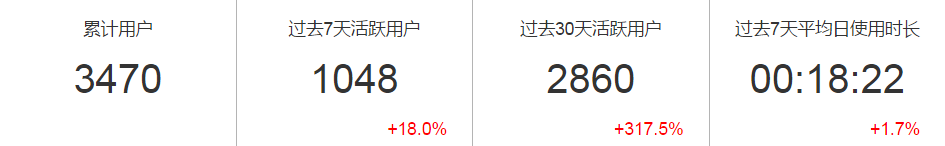 累计用户
3470
过去7天活跃用户
1048
+18.0%
过去30天活跃用户
2860
+317.5%
过去7天平均日使用时长
00:18:22
+1.7%